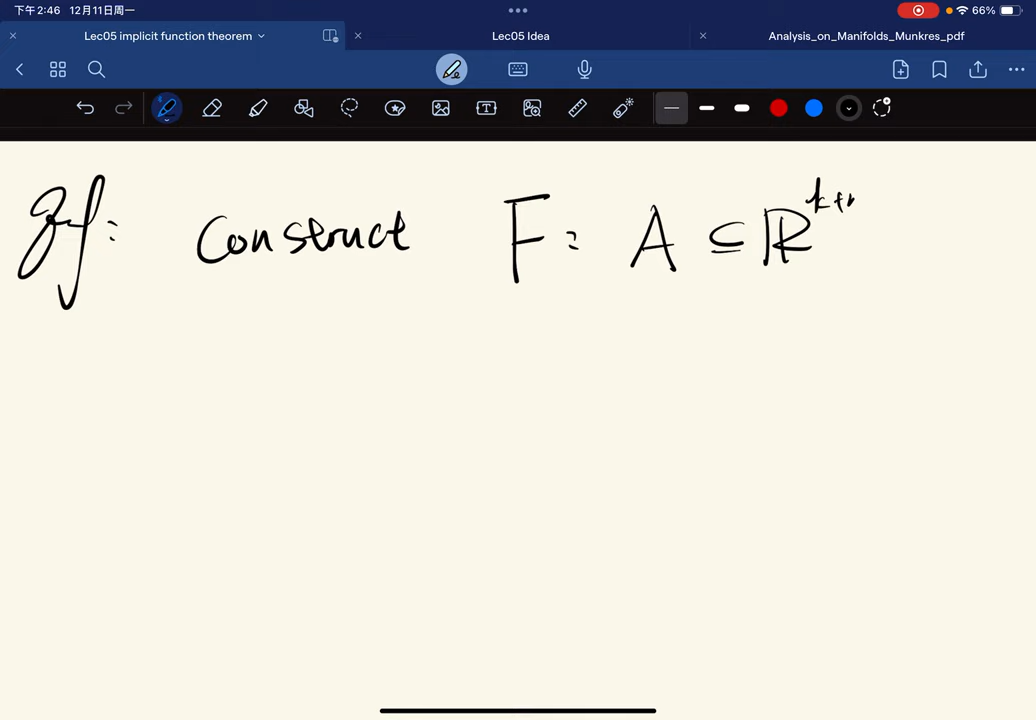 下午2:46 12月11日周一
66%
Lec05 implicit function theorem
Lec05 Idea
Analysis_on_Manifolds_Munkres_pdf
pf: construct F: A ⊆ ℝ^{k+n}